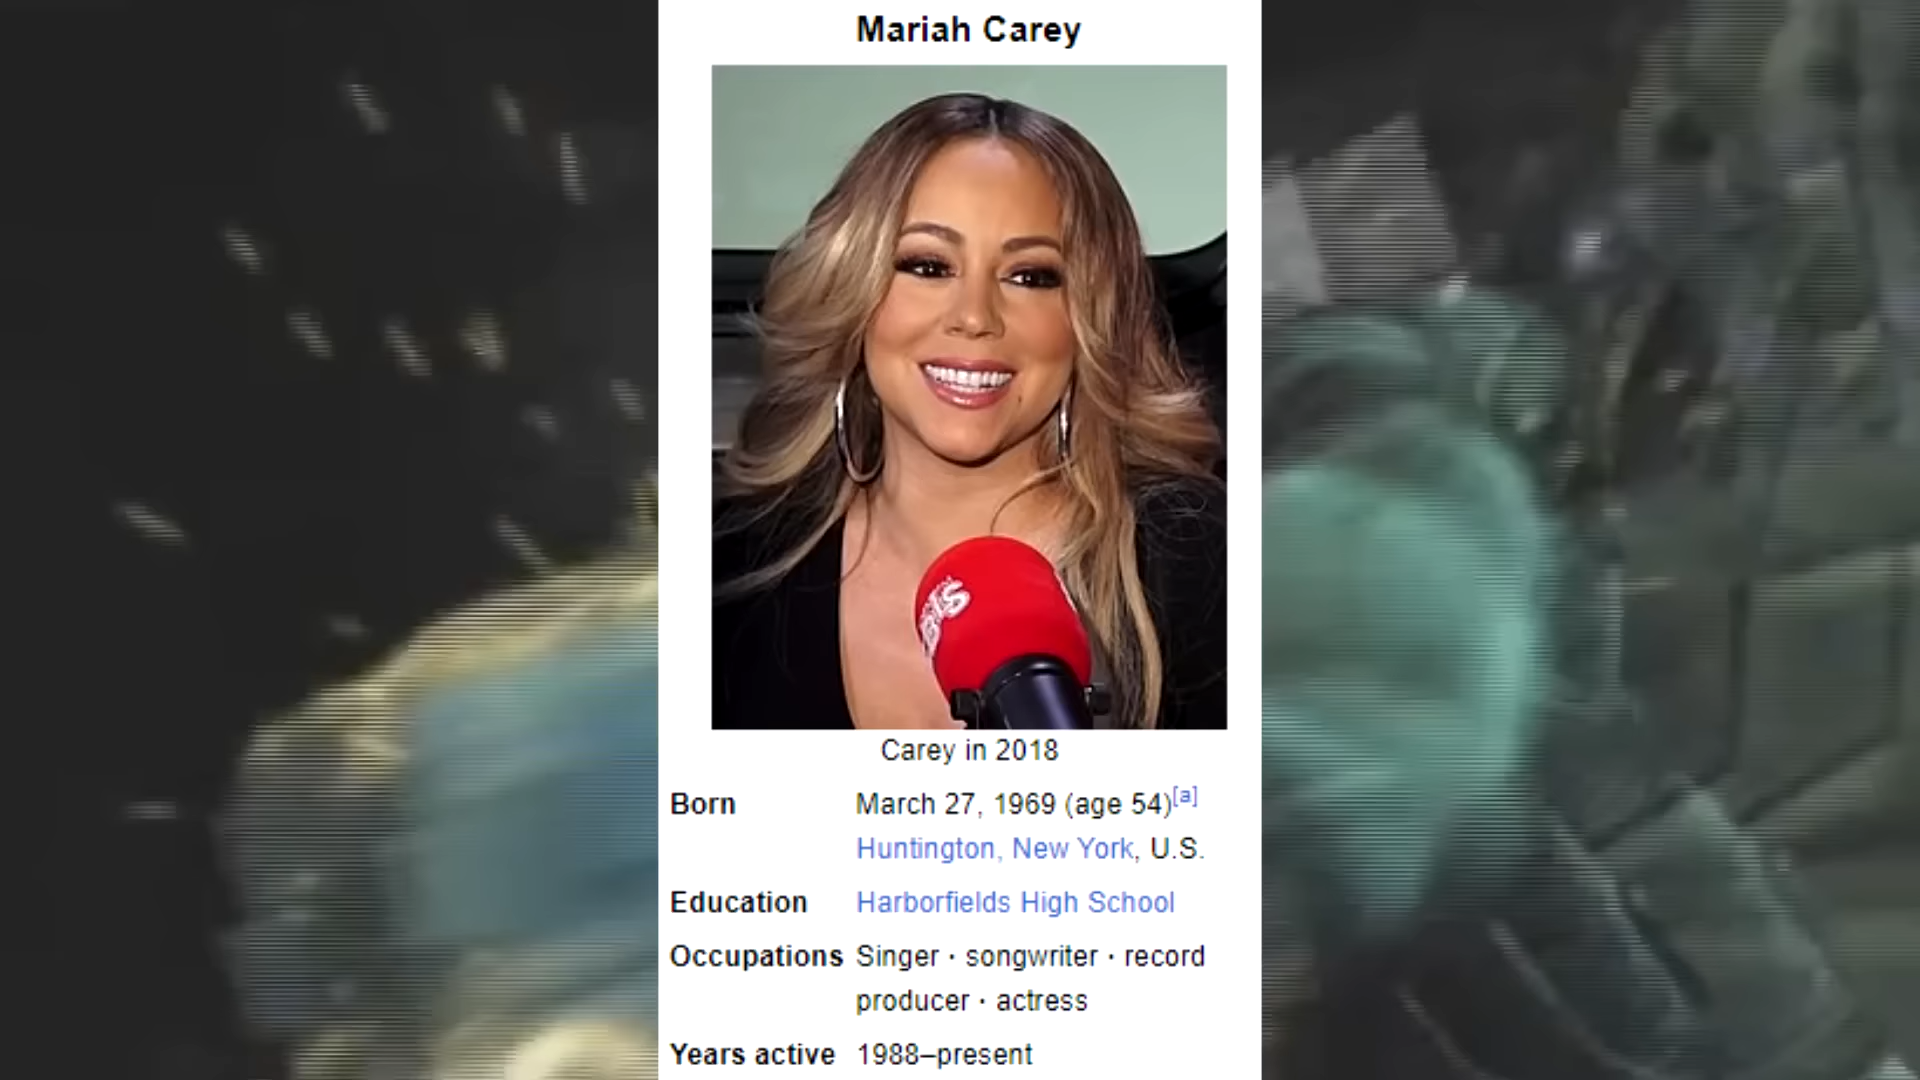 Mariah Carey
Carey in 2018
Born March 27, 1969 (age 54)[a]
Huntington, New York, U.S.
Education Harborfields High School
Occupations Singer · songwriter · record
producer · actress
Years active 1988–present